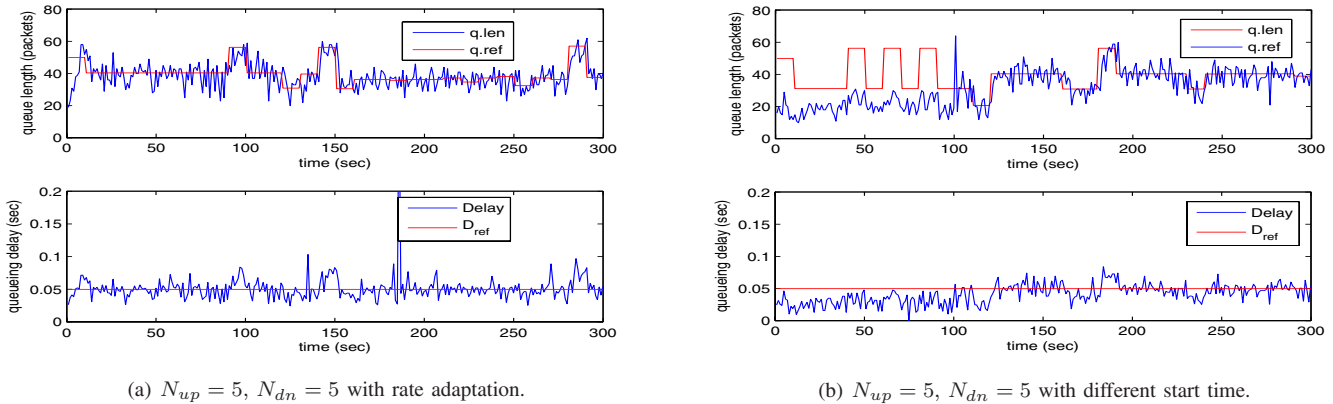 80
60
40
20
0
queue length (packets)
q.len
q.ref
0
50
100
150
200
250
300
time (sec)
0.2
0.15
0.1
0.05
0
queueing delay (sec)
Delay
D_ref
0
50
100
150
200
250
300
time (sec)
(a) N_up = 5, N_dn = 5 with rate adaptation.
80
60
40
20
0
queue length (packets)
q.len
q.ref
0
50
100
150
200
250
300
time (sec)
0.2
0.15
0.1
0.05
0
queueing delay (sec)
Delay
D_ref
0
50
100
150
200
250
300
time (sec)
(b) N_up = 5, N_dn = 5 with different start time.